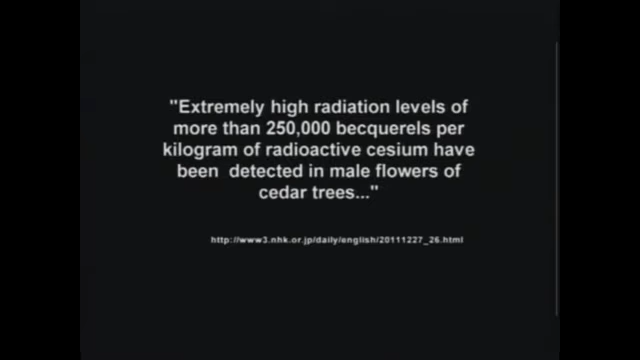 "Extremely high radiation levels of
more than 250,000 becquerels per
kilogram of radioactive cesium have
been  detected in male flowers of
cedar trees..."
http://www3.nhk.or.jp/daily/english/20111227_26.html